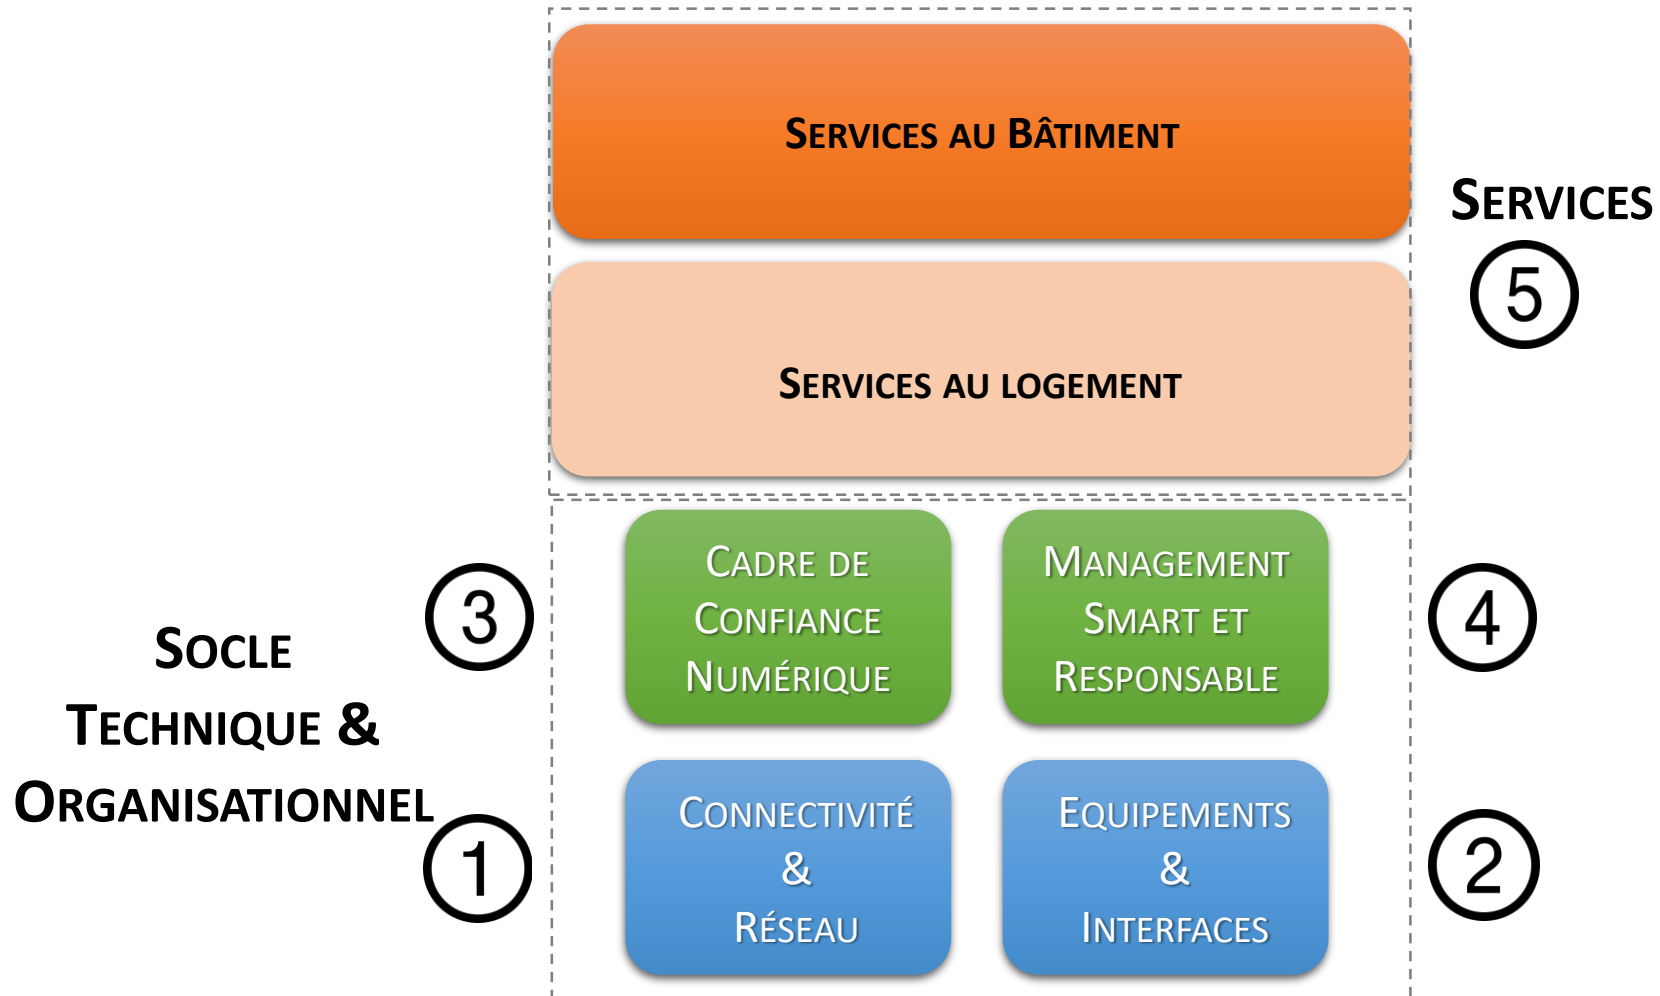 Services au Bâtiment
Services
5
Services au logement
3
Cadre de
Confiance
Numérique
Management
Smart et
Responsable
4
Socle
Technique &
Organisationnel
1
Connectivité
&
Réseau
Equipements
&
Interfaces
2